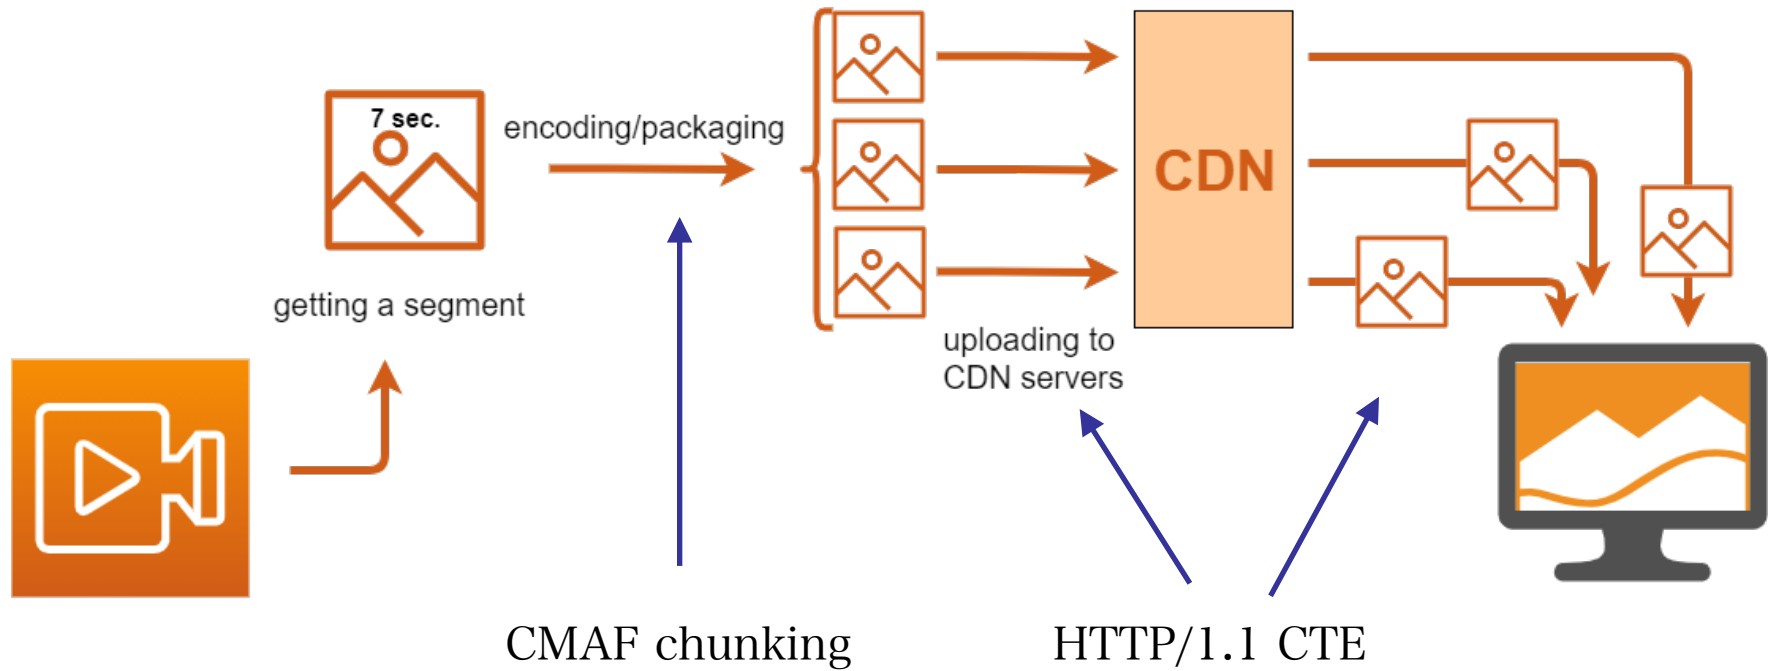 7 sec.
encoding/packaging
getting a segment
CDN
uploading to
CDN servers
CMAF chunking
HTTP/1.1 CTE